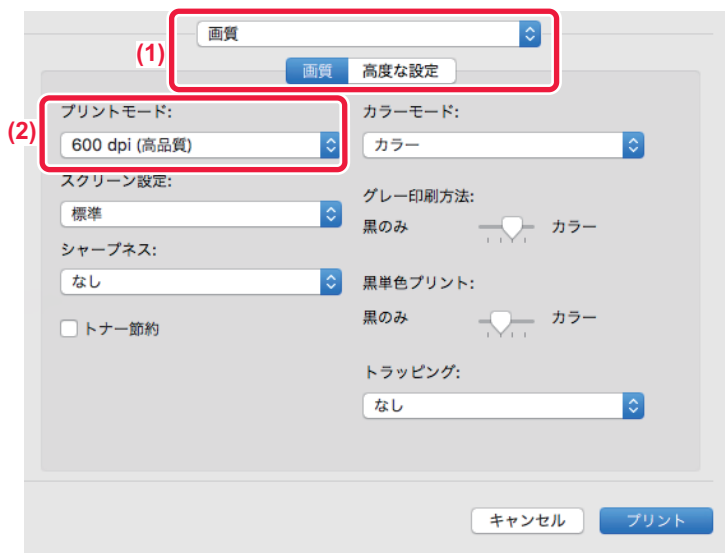 (1)
画質
画質 高度な設定
(2)
プリントモード:
600 dpi (高品質)
スクリーン設定:
標準
シャープネス:
なし
トナー節約
カラーモード:
カラー
グレー印刷方法:
黒のみ カラー
黒単色プリント:
黒のみ カラー
トラッピング:
なし
キャンセル プリント